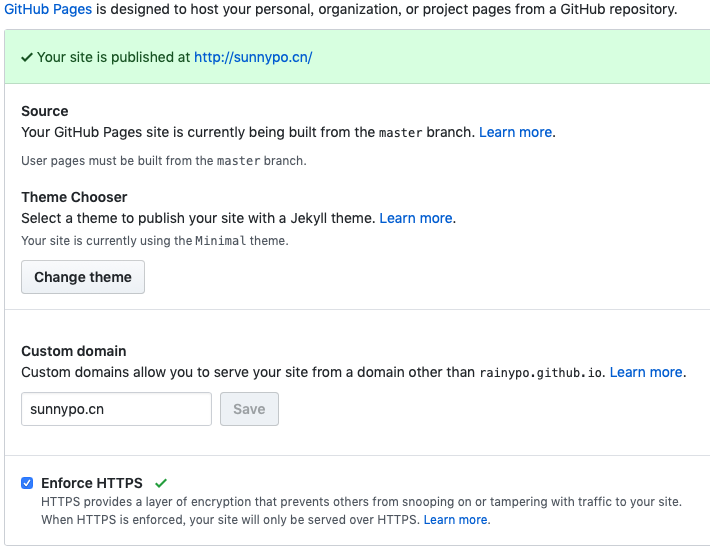 GitHub Pages is designed to host your personal, organization, or project pages from a GitHub repository.
Your site is published at http://sunnypo.cn/
Source
Your GitHub Pages site is currently being built from the master branch. Learn more.
User pages must be built from the master branch.
Theme Chooser
Select a theme to publish your site with a Jekyll theme. Learn more.
Your site is currently using the Minimal theme.
Change theme
Custom domain
Custom domains allow you to serve your site from a domain other than rainypo.github.io. Learn more.
sunnypo.cn Save
Enforce HTTPS
HTTPS provides a layer of encryption that prevents others from snooping on or tampering with traffic to your site.
When HTTPS is enforced, your site will only be served over HTTPS. Learn more.